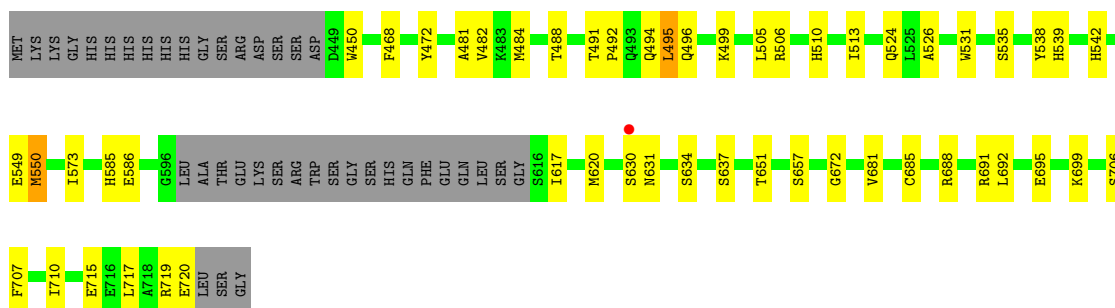 MET LYS LYS GLY HIS HIS HIS HIS HIS HIS HIS HIS GLY SER ARG ASP SER SER ASP D449 W450 F468 Y472 A481 V482 K483 M484 T488 T491 P492 Q493 Q494 L495 Q496 K499 L505 R506 H510 I513 Q524 L525 A526 W531 S535 Y538 H539 H542
E549 M550 I573 H585 E586 G596 LEU ALA THR GLU LYS SER ARG TRP SER GLY SER SER HIS GLN PHE GLU GLN LEU SER GLY S616 I617 M620 S630 N631 S634 S637 T651 S657 G672 V681 C685 R688 R691 L692 E695 K699 S706
F707 I710 E715 E716 L717 A718 R719 E720 LEU SER GLY